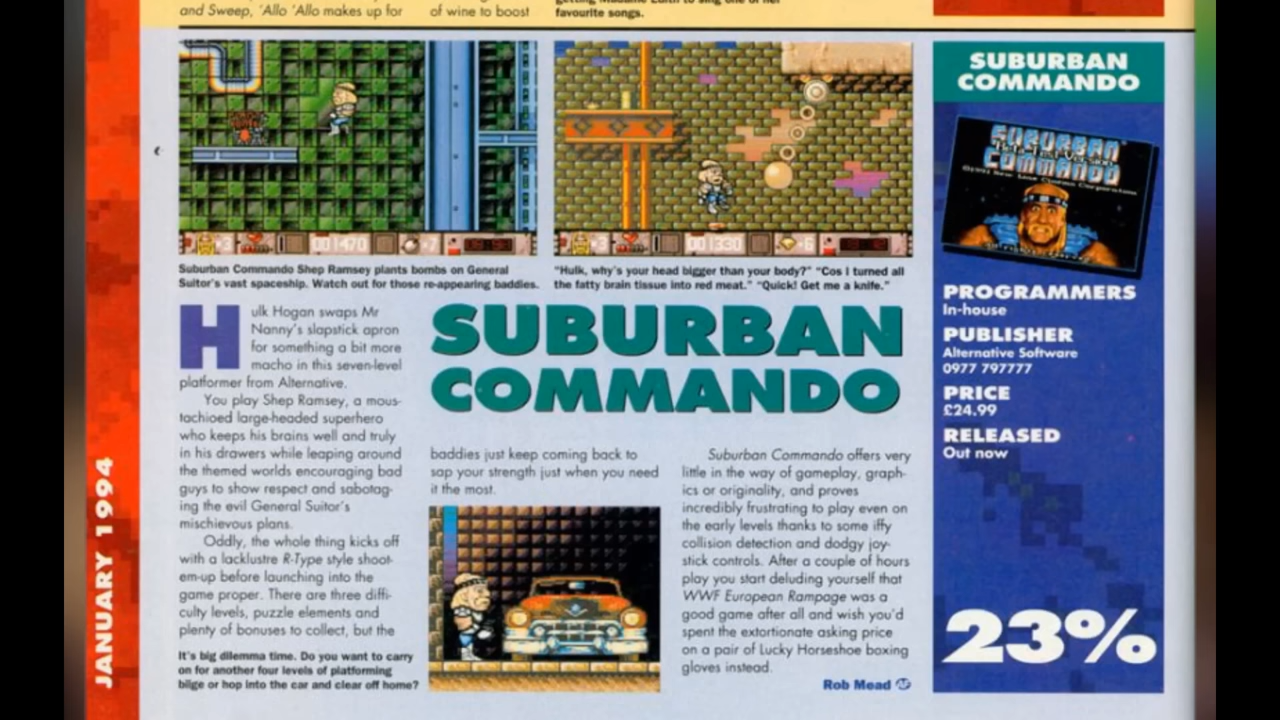 and Sweep, 'Allo 'Allo makes up for
of wine to boost
favourite songs.
Suburban Commando Shep Ramsey plants bombs on General
Suitor's vast spaceship. Watch out for those re-appearing baddies.
"Hulk, why's your head bigger than your body?" "Cos I turned all
the fatty brain tissue into red meat." "Quick! Get me a knife."
SUBURBAN
COMMANDO
Hulk Hogan swaps Mr
Nanny's slapstick apron
for something a bit more
macho in this seven-level
platformer from Alternative.
You play Shep Ramsey, a mous-
tachioed large-headed superhero
who keeps his brains well and truly
in his drawers while leaping around
the themed worlds encouraging bad
guys to show respect and sabotag-
ing the evil General Suitor's
mischievous plans.
Oddly, the whole thing kicks off
with a lacklustre R-Type style shoot-
em-up before launching into the
game proper. There are three diffi-
culty levels, puzzle elements and
plenty of bonuses to collect, but the
It's big dilemma time. Do you want to carry
on for another four levels of platforming
bilge or hop into the car and clear off home?
baddies just keep coming back to
sap your strength just when you need
it the most.
Suburban Commando offers very
little in the way of gameplay, graph-
ics or originality, and proves
incredibly frustrating to play even on
the early levels thanks to some iffy
collision detection and dodgy joy-
stick controls. After a couple of hours
play you start deluding yourself that
WWF European Rampage was a
good game after all and wish you'd
spent the extortionate asking price
on a pair of Lucky Horseshoe boxing
gloves instead.
Rob Mead AF
SUBURBAN
COMMANDO
SUBURBAN
COMMANDO
PROGRAMMERS
In-house
PUBLISHER
Alternative Software
0977 797777
PRICE
£24.99
RELEASED
Out now
23%
JANUARY 1994